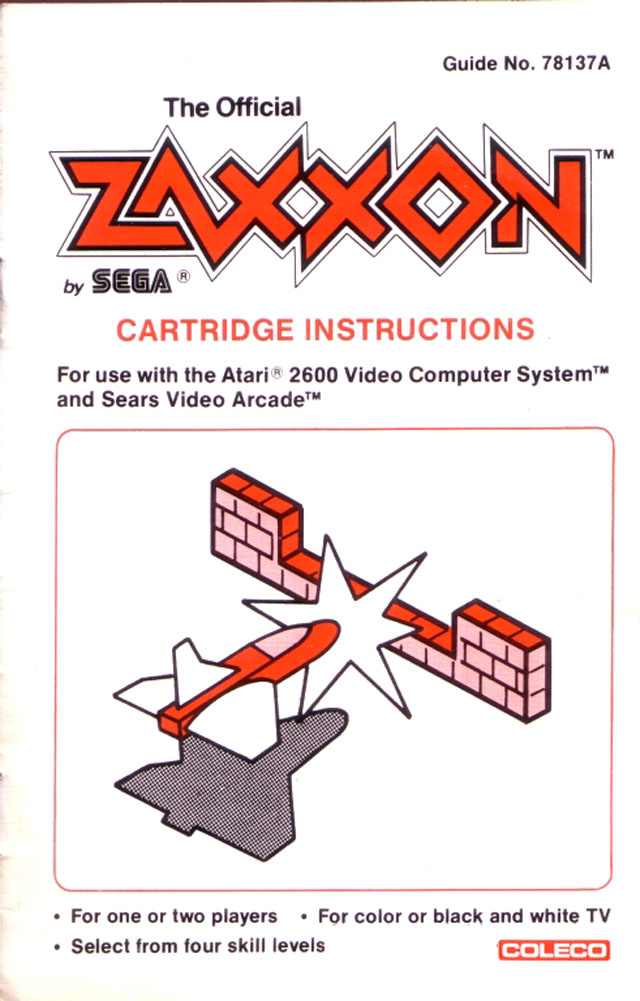 Guide No. 78137A
The Official
ZAXXON™
by SEGA®
CARTRIDGE INSTRUCTIONS
For use with the Atari® 2600 Video Computer System™
and Sears Video Arcade™
• For one or two players • For color or black and white TV
• Select from four skill levels
COLECO